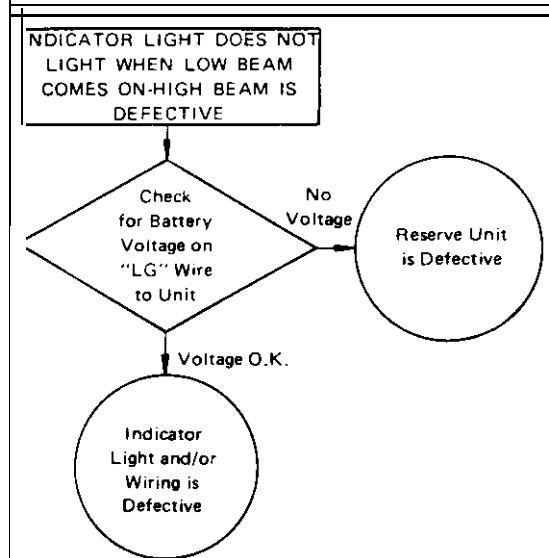 NDICATOR LIGHT DOES NOT
LIGHT WHEN LOW BEAM
COMES ON-HIGH BEAM IS
DEFECTIVE
Check
for Battery
Voltage on
"LG" Wire
to Unit
No
Voltage
Reserve Unit
is Defective
Voltage O.K.
Indicator
Light and/or
Wiring is
Defective